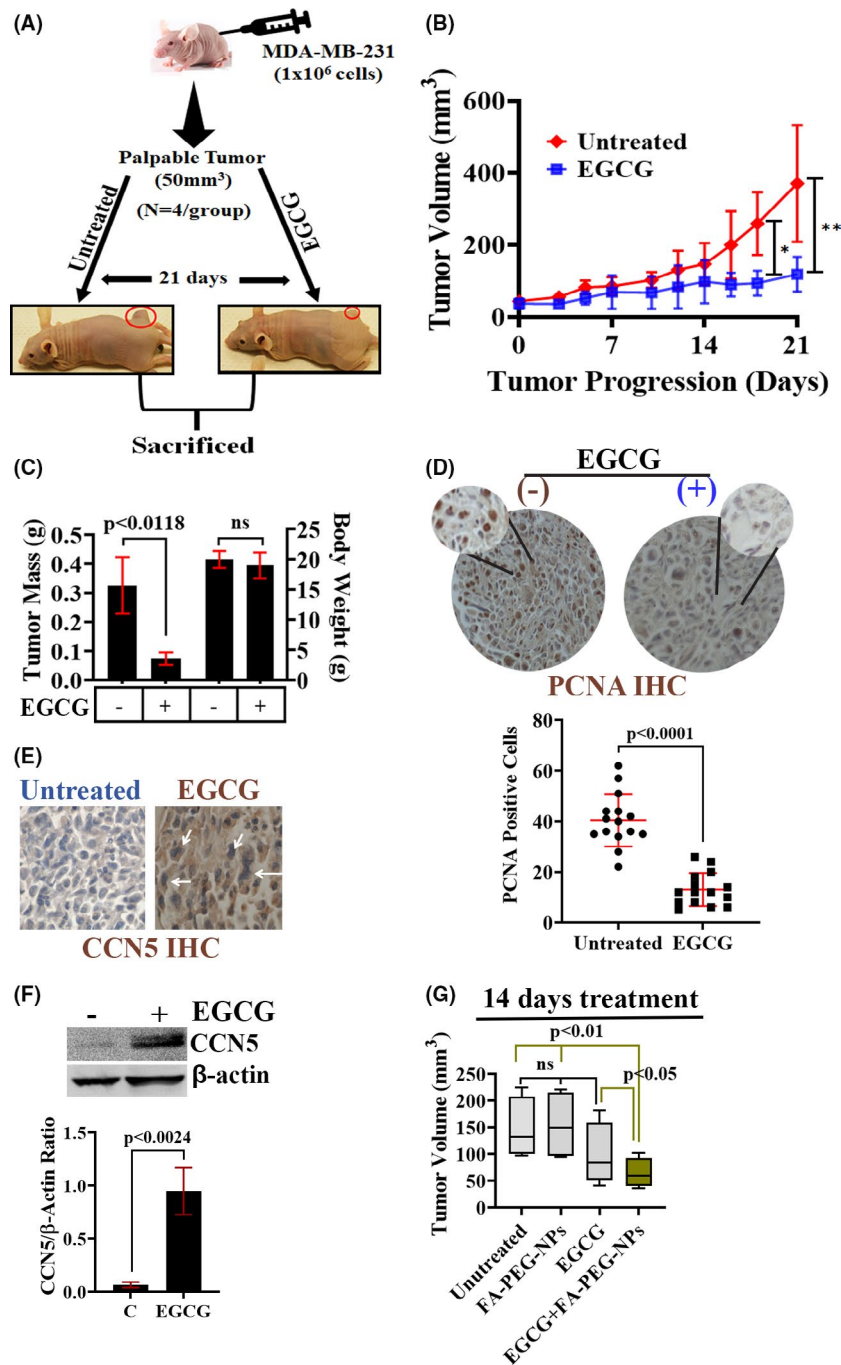 (A)
MDA-MB-231
(1x10⁶ cells)
Palpable Tumor
(50mm³)
(N=4/group)
Untreated
EGCG
21 days
Sacrificed
(B)
Tumor Volume (mm³)
600
400
200
0
Untreated
EGCG
*
**
0 7 14 21
Tumor Progression (Days)
(C)
Tumor Mass (g)
0.5
0.4
0.3
0.2
0.1
0.0
p<0.0118
ns
25
20
15
10
5
0
Body Weight (g)
EGCG - + - +
(D)
EGCG
(-) (+)
PCNA IHC
PCNA Positive Cells
80
60
40
20
0
p<0.0001
Untreated EGCG
(E)
Untreated EGCG
CCN5 IHC
(F)
- + EGCG
CCN5
β-actin
CCN5/β-Actin Ratio
1.5
1.0
0.5
0.0
p<0.0024
C EGCG
(G)
14 days treatment
Tumor Volume (mm³)
250
200
150
100
50
0
p<0.01
ns
p<0.05
Unutreated
FA-PEG-NPs
EGCG
EGCG+FA-PEG-NPs